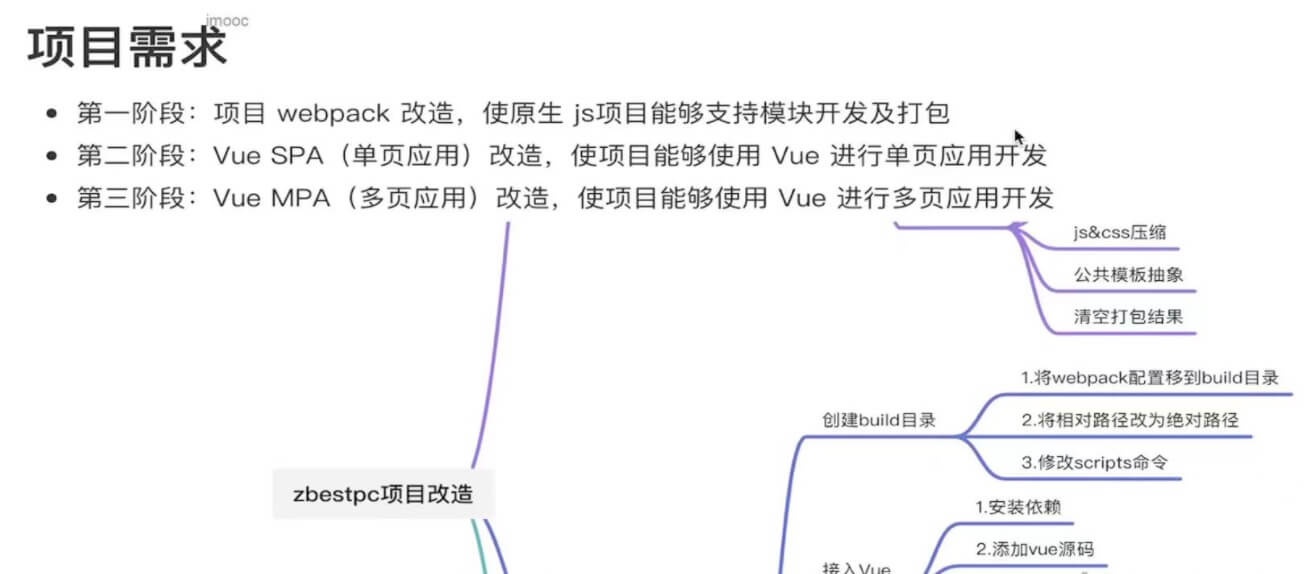 imooc
项目需求
第一阶段：项目 webpack 改造，使原生 js项目能够支持模块开发及打包
第二阶段：Vue SPA（单页应用）改造，使项目能够使用 Vue 进行单页应用开发
第三阶段：Vue MPA（多页应用）改造，使项目能够使用 Vue 进行多页应用开发
js&css压缩
公共模板抽象
清空打包结果
1.将webpack配置移到build目录
创建build目录
2.将相对路径改为绝对路径
3.修改scripts命令
zbestpc项目改造
1.安装依赖
2.添加vue源码
接入Vue